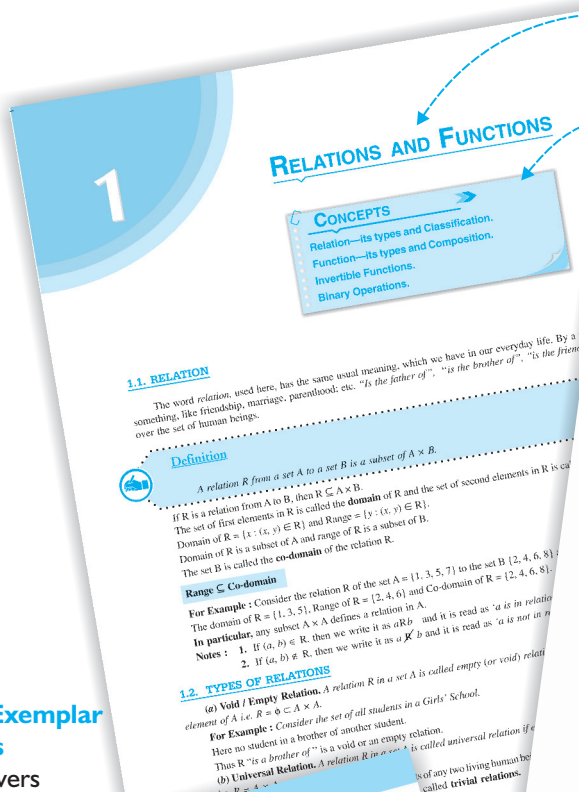 1
RELATIONS AND FUNCTIONS
CONCEPTS
Relation—its types and Classification.
Function—its types and Composition.
Invertible Functions.
Binary Operations.
1.1. RELATION
The word relation, used here, has the same usual meaning, which we have in our everyday life. By a
something, like friendship, marriage, parenthood; etc. “Is the father of”, “is the brother of”, “is the frien
over the set of human beings.
Definition
A relation R from a set A to a set B is a subset of A × B.
If R is a relation from A to B, then R ⊆ A × B.
The set of first elements in R is called the domain of R and the set of second elements in R is cal
Domain of R = {x : (x, y) ∈ R} and Range = {y : (x, y) ∈ R}.
Domain of R is a subset of A and range of R is a subset of B.
The set B is called the co-domain of the relation R.
Range ⊆ Co-domain
For Example : Consider the relation R of the set A = {1, 3, 5, 7} to the set B {2, 4, 6, 8}
The domain of R = {1, 3, 5}, Range of R = {2, 4, 6} and Co-domain of R = {2, 4, 6, 8}.
In particular, any subset A × A defines a relation in A.
Notes : 1. If (a, b) ∈ R, then we write it as aRb and it is read as ‘a is in relatio
2. If (a, b) ∉ R, then we write it as a R̸ b and it is read as ‘a is not in r
1.2. TYPES OF RELATIONS
(a) Void / Empty Relation. A relation R in a set A is called empty (or void) relati
element of A i.e. R = φ ⊂ A × A.
For Example : Consider the set of all students in a Girls’ School.
Here no student in a brother of another student.
Thus R “is a brother of” is a void or an empty relation.
(b) Universal Relation. A relation R in a set A is called universal relation if e
s of any two living human be
called trivial relations.
Exemplar
s
vers